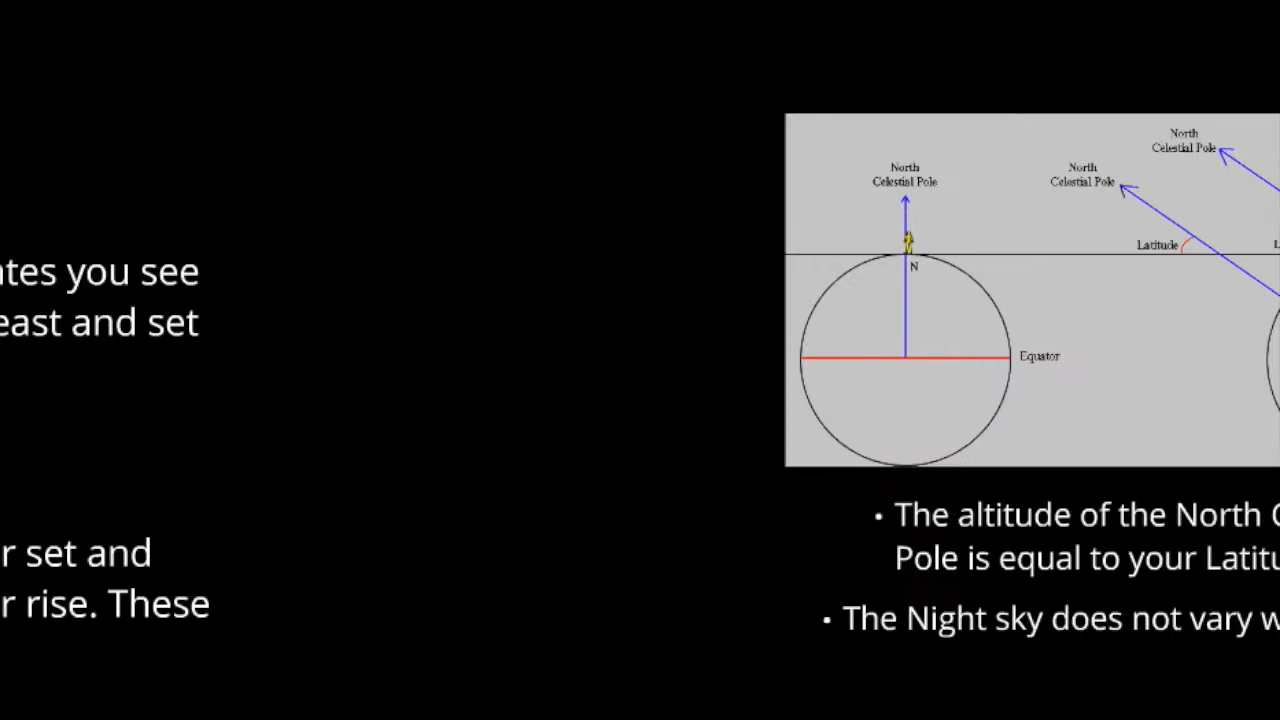 ates you see
east and set
r set and
r rise. These
North
Celestial Pole
North
Celestial Pole
North
Celestial Pole
Latitude
L
N
Equator
• The altitude of the North C
Pole is equal to your Latitu
• The Night sky does not vary w